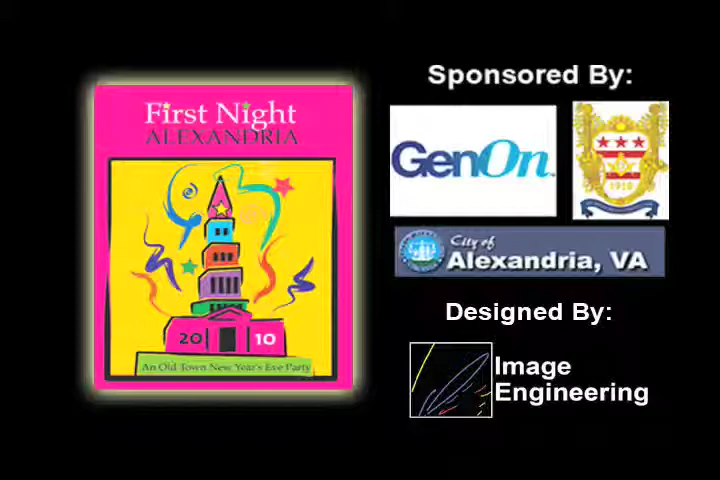 First Night
ALEXANDRIA
20 10
An Old Town New Year's Eve Party
Sponsored By:
GenOn
1910
City of
Alexandria, VA
Designed By:
Image
Engineering